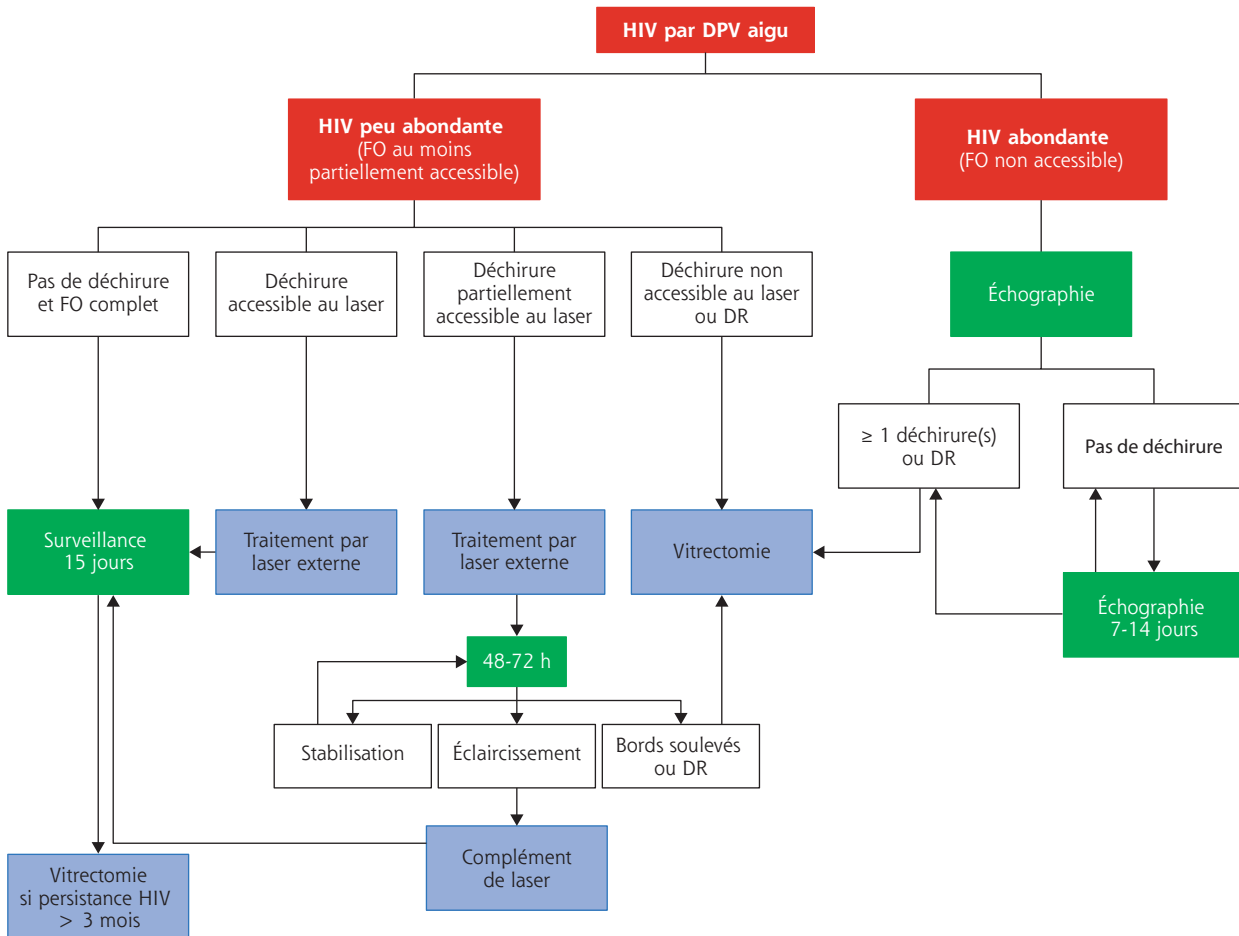 HIV par DPV aigu
HIV peu abondante
(FO au moins
partiellement accessible)
HIV abondante
(FO non accessible)
Pas de déchirure
et FO complet
Déchirure
accessible au laser
Déchirure
partiellement
accessible au laser
Déchirure non
accessible au laser
ou DR
Échographie
≥ 1 déchirure(s)
ou DR
Pas de déchirure
Surveillance
15 jours
Traitement par
laser externe
Traitement par
laser externe
Vitrectomie
Échographie
7-14 jours
48-72 h
Stabilisation
Éclaircissement
Bords soulevés
ou DR
Vitrectomie
si persistance HIV
> 3 mois
Complément
de laser